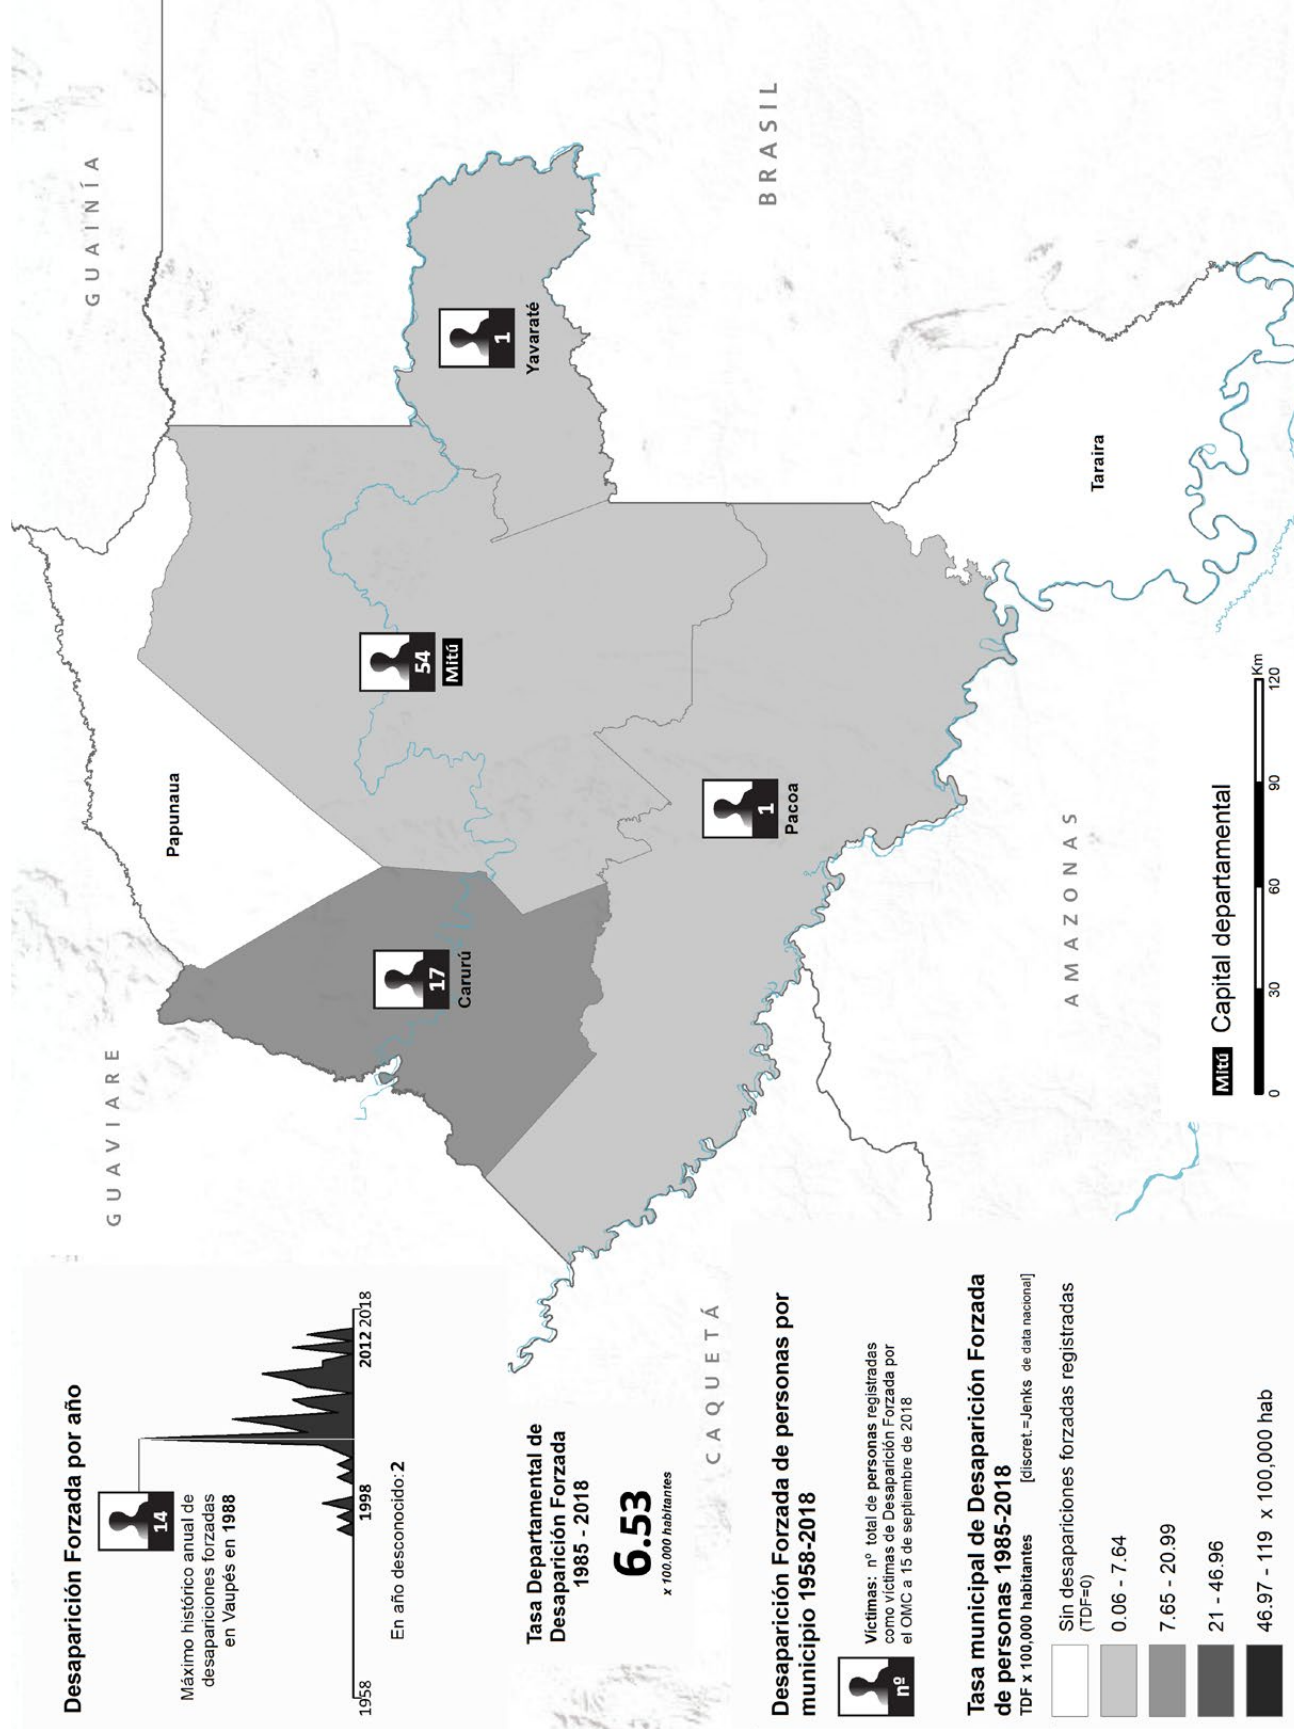 Desaparición Forzada por año
14
Máximo histórico anual de
desapariciones forzadas
en Vaupés en 1988
1958
1998
2012
2018
En año desconocido: 2
Tasa Departamental de
Desaparición Forzada
1985 - 2018
6.53
x 100.000 habitantes
Desaparición Forzada de personas por
municipio 1958-2018
nº
Víctimas: nº total de personas registradas
como víctimas de Desaparición Forzada por
el OMC a 15 de septiembre de 2018
Tasa municipal de Desaparición Forzada
de personas 1985-2018
TDF x 100,000 habitantes [discret.=Jenks de data nacional]
Sin desapariciones forzadas registradas
(TDF=0)
0.06 - 7.64
7.65 - 20.99
21 - 46.96
46.97 - 119 x 100,000 hab
GUAVIARE
GUAINÍA
CAQUETÁ
AMAZONAS
BRASIL
Papunaua
17
Carurú
54
Mitú
1
Yavaraté
1
Pacoa
Taraira
Mitú Capital departamental
0 30 60 90 120
Km